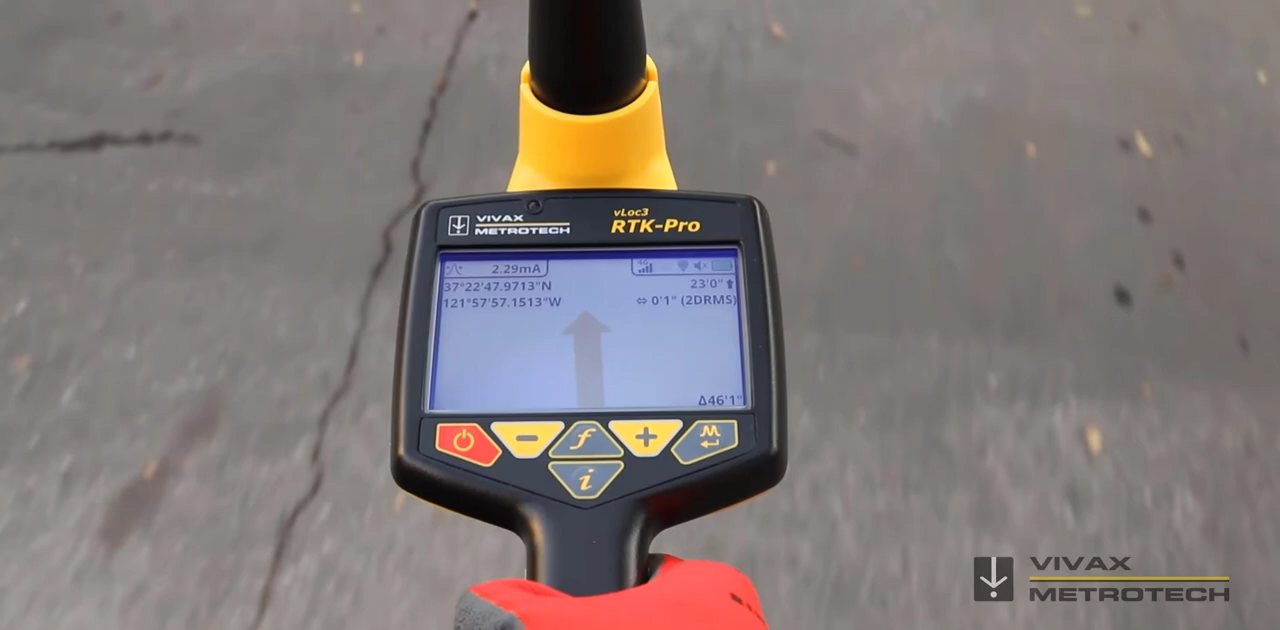 VIVAX
METROTECH
vLoc3
RTK-Pro
2.29mA
4G
37°22'47.9713"N
23'0"
121°57'57.1513"W
⇔ 0'1" (2DRMS)
Δ46'1"
f
i
VIVAX
METROTECH